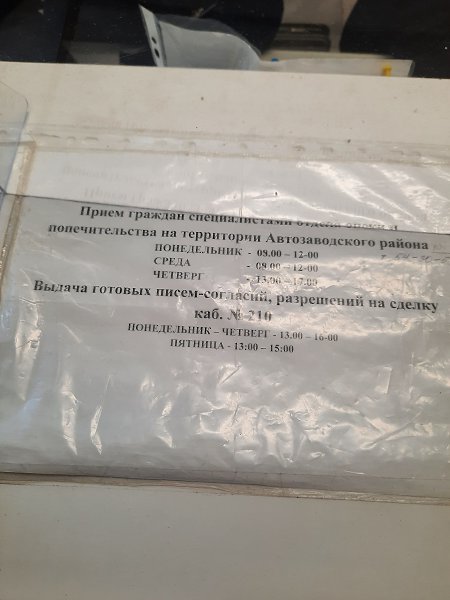 Прием граждан специалистами отдела опеки и
попечительства на территории Автозаводского района
ПОНЕДЕЛЬНИК - 08.00 – 12-00
СРЕДА - 08.00 –12-00
ЧЕТВЕРГ - 13.00 – 17.00
Выдача готовых писем-согласий, разрешений на сделку
каб. № 210
ПОНЕДЕЛЬНИК – ЧЕТВЕРГ - 13.00 – 16-00
ПЯТНИЦА - 13:00 – 15:00